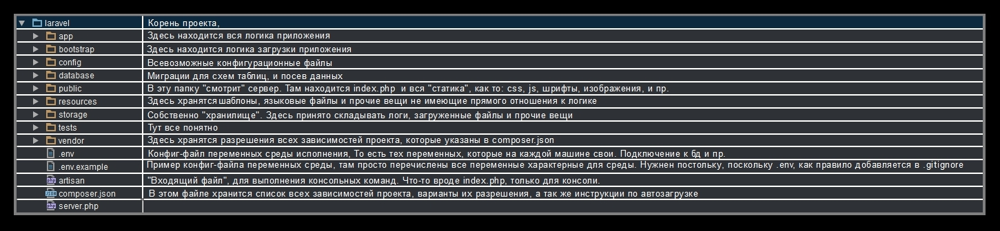 laravel Корень проекта,
app Здесь находится вся логика приложения
bootstrap Здесь находится логика загрузки приложения
config Всевозможные конфигурационные файлы
database Миграции для схем таблиц, и посев данных
public В эту папку "смотрит" сервер. Там находится index.php и вся "статика", как то: css, js, шрифты, изображения, и пр.
resources Здесь хранятся шаблоны, языковые файлы и прочие вещи не имеющие прямого отношения к логике
storage Собственно "хранилище". Здесь принято складывать логи, загруженные файлы и прочие вещи
tests Тут все понятно
vendor Здесь хранятся разрешения всех зависимостей проекта, которые указаны в composer.json
.env Конфиг-файл переменных среды исполнения, То есть тех переменных, которые на каждой машине свои. Подключение к бд и пр.
.env.example Пример конфиг-файла переменных среды, там просто перечислены все переменные характерные для среды. Нужнен постольку, поскольку .env, как правило добавляется в .gitignore
php artisan "Входящий файл", для выполнения консольных команд. Что-то вроде index.php, только для консоли.
JSON composer.json В этом файле хранится список всех зависимостей проекта, варианты их разрешения, а так же инструкции по автозагрузке
php server.php